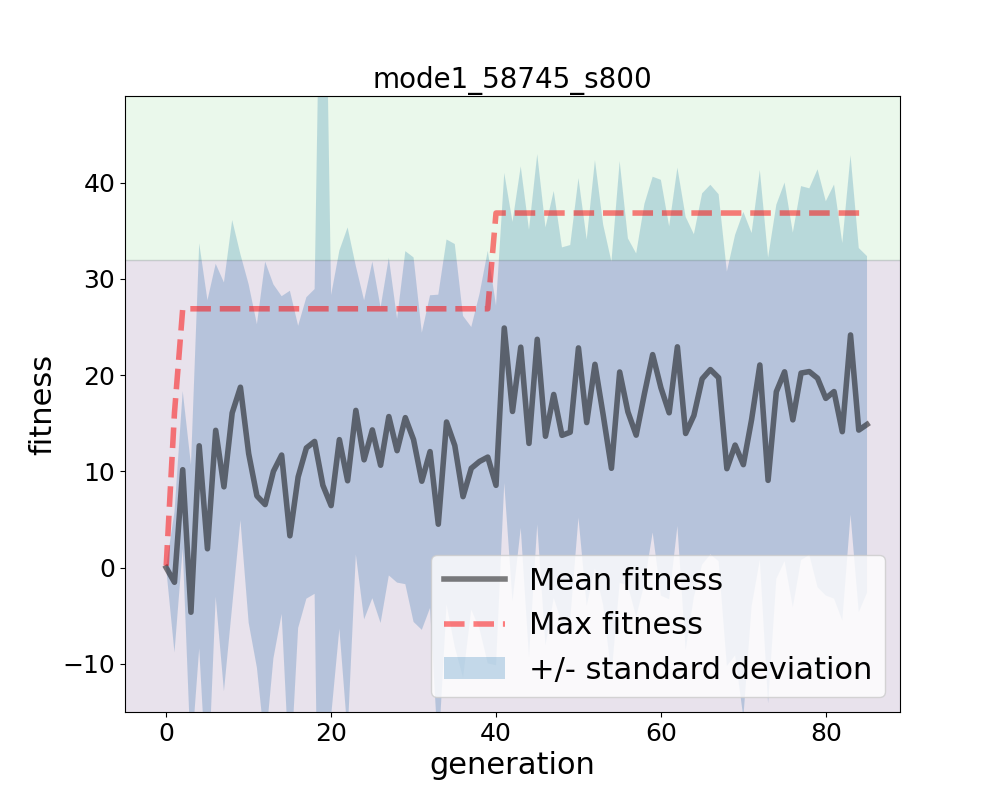 mode1_58745_s800
fitness
40
30
20
10
0
−10
Mean fitness
Max fitness
+/- standard deviation
0 20 40 60 80
generation